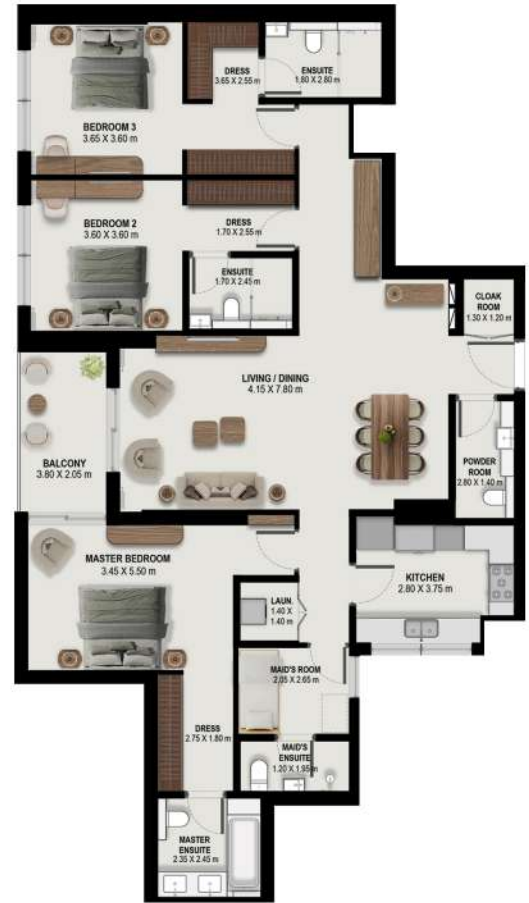 DRESS
3.65 X 2.55 m
ENSUITE
1.80 X 2.80 m
BEDROOM 3
3.65 X 3.60 m
BEDROOM 2
3.60 X 3.60 m
DRESS
1.70 X 2.55 m
ENSUITE
1.70 X 2.45 m
CLOAK
ROOM
1.30 X 1.20 m
LIVING / DINING
4.15 X 7.80 m
BALCONY
3.80 X 2.05 m
POWDER
ROOM
2.80 X 1.40 m
MASTER BEDROOM
3.45 X 5.50 m
KITCHEN
2.80 X 3.75 m
LAUN.
1.40 X
1.40 m
MAID'S ROOM
2.05 X 2.65 m
DRESS
2.75 X 1.80 m
MAID'S
ENSUITE
1.20 X 1.95 m
MASTER
ENSUITE
2.35 X 2.45 m